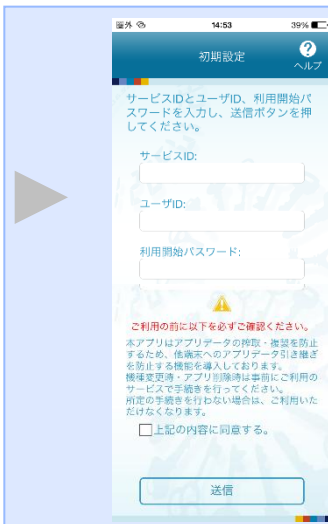 圏外 14:53 39%
初期設定
ヘルプ
サービスIDとユーザID、利用開始パ
スワードを入力し、送信ボタンを押
してください。
サービスID:
ユーザID:
利用開始パスワード:
ご利用の前に以下を必ずご確認ください。
本アプリはアプリデータの搾取・複製を防止
するため、他端末へのアプリデータ引き継ぎ
を防止する機能を導入しております。
機種変更時・アプリ削除時は事前にご利用の
サービスで手続きを行ってください。
所定の手続きを行わない場合は、ご利用いた
だけなくなります。
上記の内容に同意する。
送信